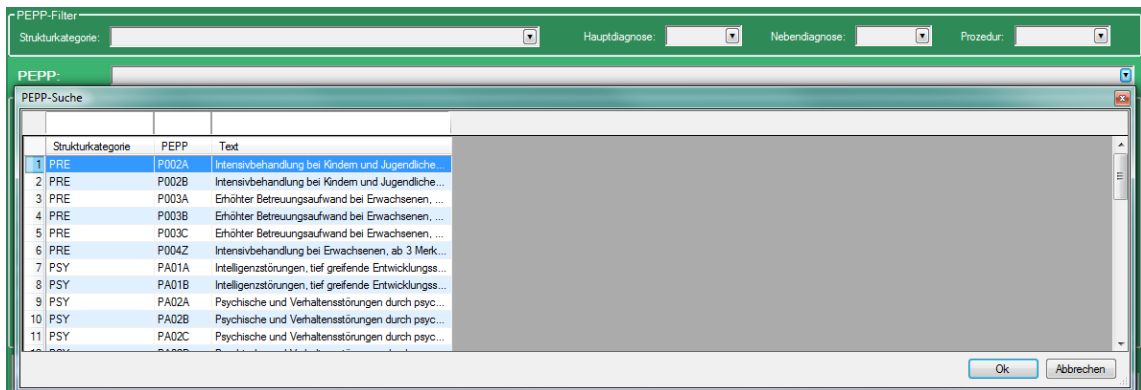 PEPP-Filter
Strukturkategorie: Hauptdiagnose: Nebendiagnose: Prozedur:
PEPP:
PEPP-Suche
Strukturkategorie PEPP Text
1 PRE P002A Intensivbehandlung bei Kindern und Jugendliche...
2 PRE P002B Intensivbehandlung bei Kindern und Jugendliche...
3 PRE P003A Erhöhter Betreuungsaufwand bei Erwachsenen, ...
4 PRE P003B Erhöhter Betreuungsaufwand bei Erwachsenen, ...
5 PRE P003C Erhöhter Betreuungsaufwand bei Erwachsenen, ...
6 PRE P004Z Intensivbehandlung bei Erwachsenen, ab 3 Merk...
7 PSY PA01A Intelligenzstörungen, tief greifende Entwicklungss...
8 PSY PA01B Intelligenzstörungen, tief greifende Entwicklungss...
9 PSY PA02A Psychische und Verhaltensstörungen durch psyc...
10 PSY PA02B Psychische und Verhaltensstörungen durch psyc...
11 PSY PA02C Psychische und Verhaltensstörungen durch psyc...
Ok Abbrechen